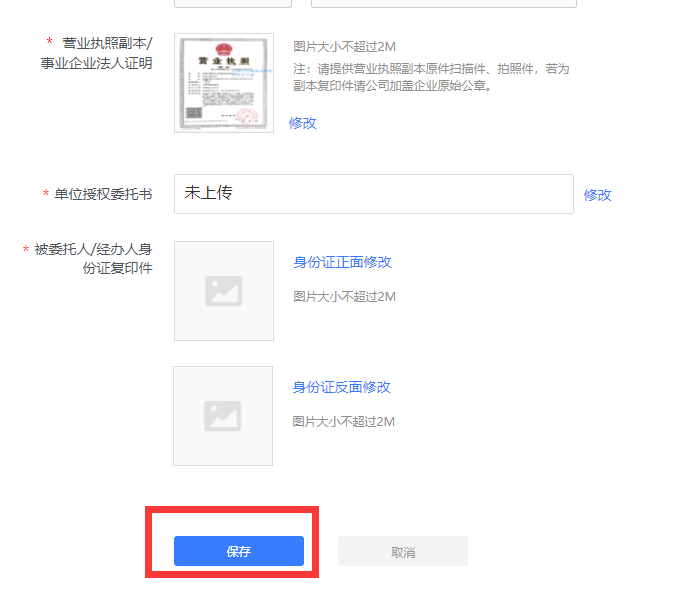 * 营业执照副本/
事业企业法人证明
营业执照
图片大小不超过2M
注：请提供营业执照副本原件扫描件、拍照件，若为
副本复印件请公司加盖企业原始公章。
修改
* 单位授权委托书
未上传
修改
* 被委托人/经办人身
份证复印件
身份证正面修改
图片大小不超过2M
身份证反面修改
图片大小不超过2M
保存
取消